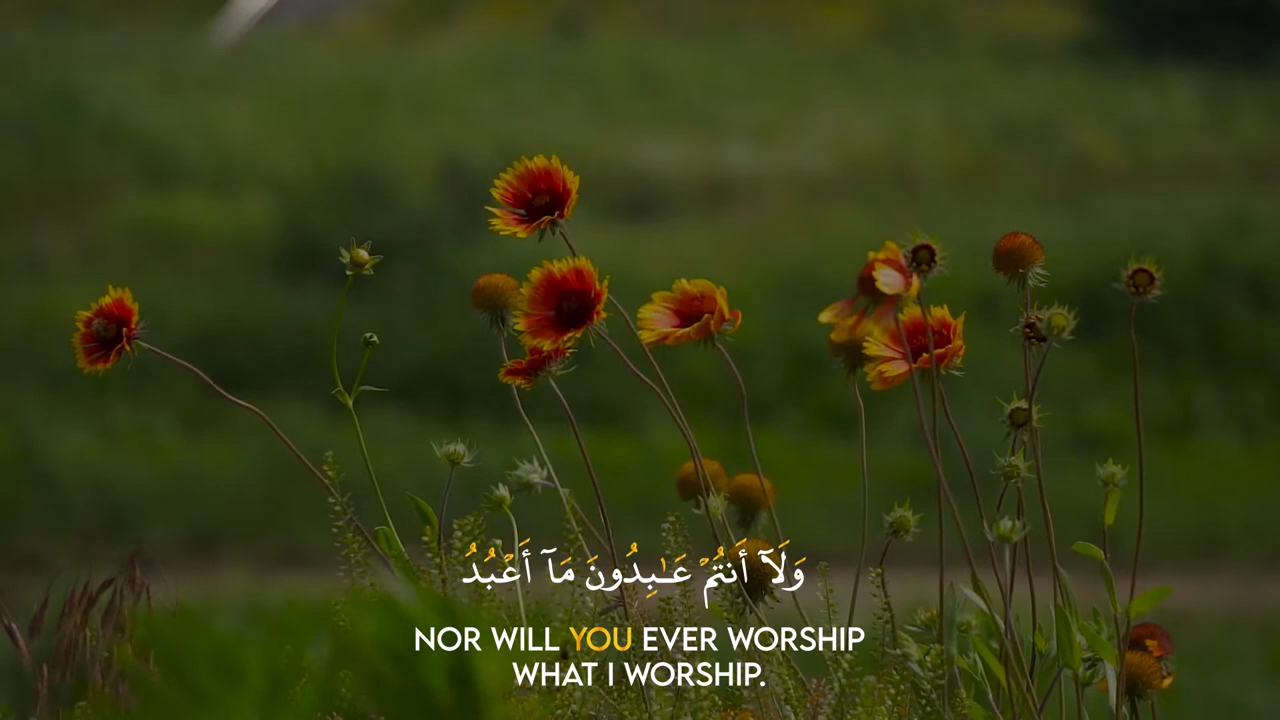 وَلَآ أَنتُمْ عَـٰبِدُونَ مَآ أَعْبُدُ
NOR WILL YOU EVER WORSHIP
WHAT I WORSHIP.